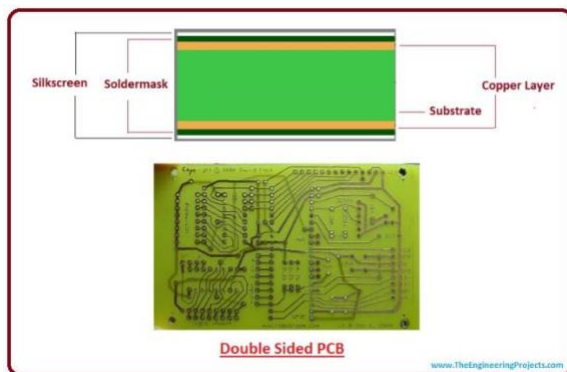 Silkscreen
Soldermask
Copper Layer
Substrate
Double Sided PCB
www.TheEngineeringProjects.com